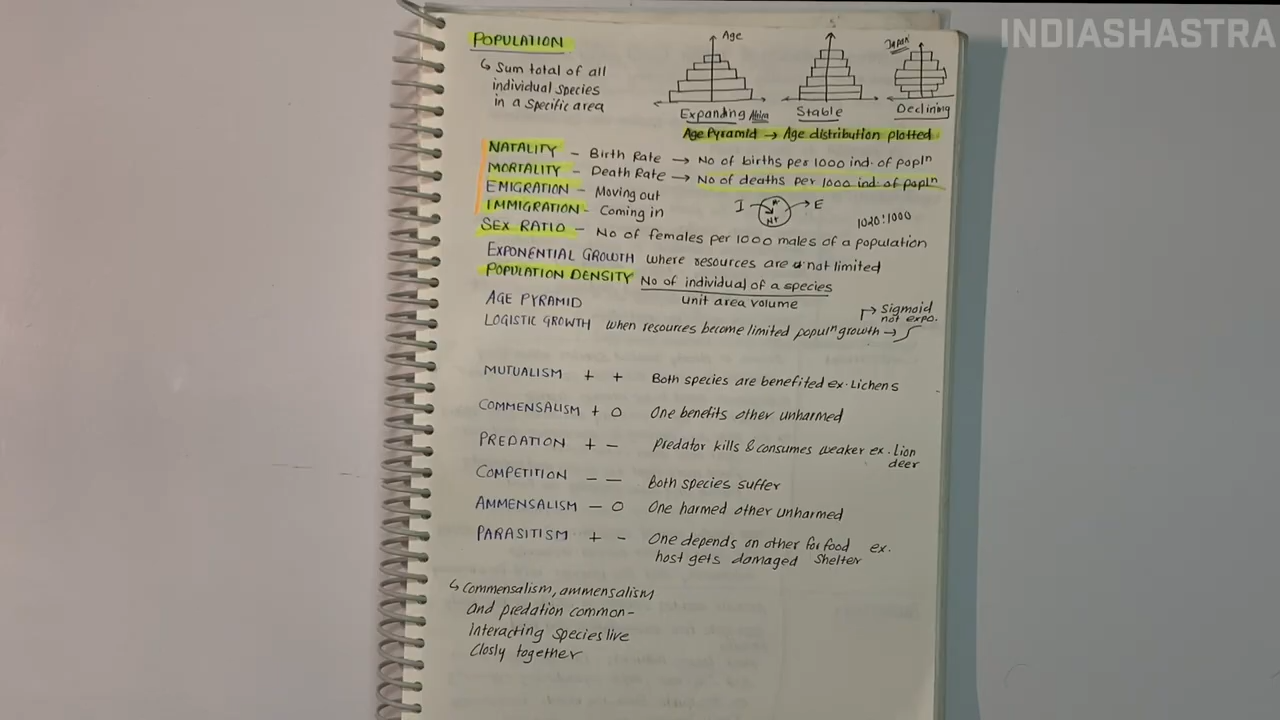 INDIASHASTRA
POPULATION
↳ Sum total of all
individual species
in a specific area
Age
JAPAN
Expanding Africa
Stable
Declining
Age Pyramid → Age distribution plotted
NATALITY – Birth Rate → No of births per 1000 ind. of popln
MORTALITY – Death Rate → No of deaths per 1000 ind. of popln
EMIGRATION – Moving out
IMMIGRATION – Coming in
I → E
1020:1000
SEX RATIO – No of females per 1000 males of a population
EXPONENTIAL GROWTH where resources are not limited
POPULATION DENSITY No of individual of a species
unit area volume
AGE PYRAMID
→ Sigmoid
not expo.
LOGISTIC GROWTH when resources become limited populn growth →
MUTUALISM + + Both species are benefited ex. Lichens
COMMENSALISM + 0 One benefits other unharmed
PREDATION + – Predator kills & consumes weaker ex. Lion
deer
COMPETITION – – Both species suffer
AMMENSALISM – 0 One harmed other unharmed
PARASITISM + – One depends on other for food ex.
host gets damaged shelter
↳ Commensalism, ammensalism
and predation common –
interacting species live
closly together